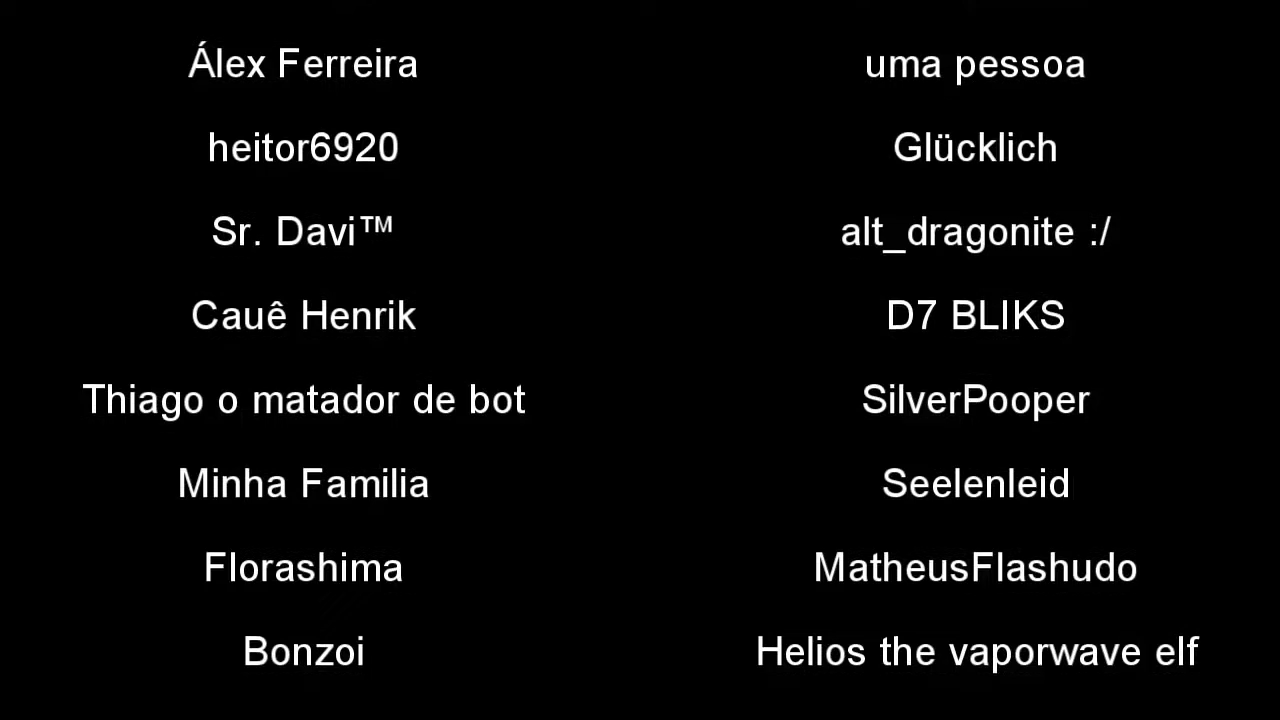 Álex Ferreira
heitor6920
Sr. Davi™
Cauê Henrik
Thiago o matador de bot
Minha Familia
Florashima
Bonzoi
uma pessoa
Glücklich
alt_dragonite :/
D7 BLIKS
SilverPooper
Seelenleid
MatheusFlashudo
Helios the vaporwave elf